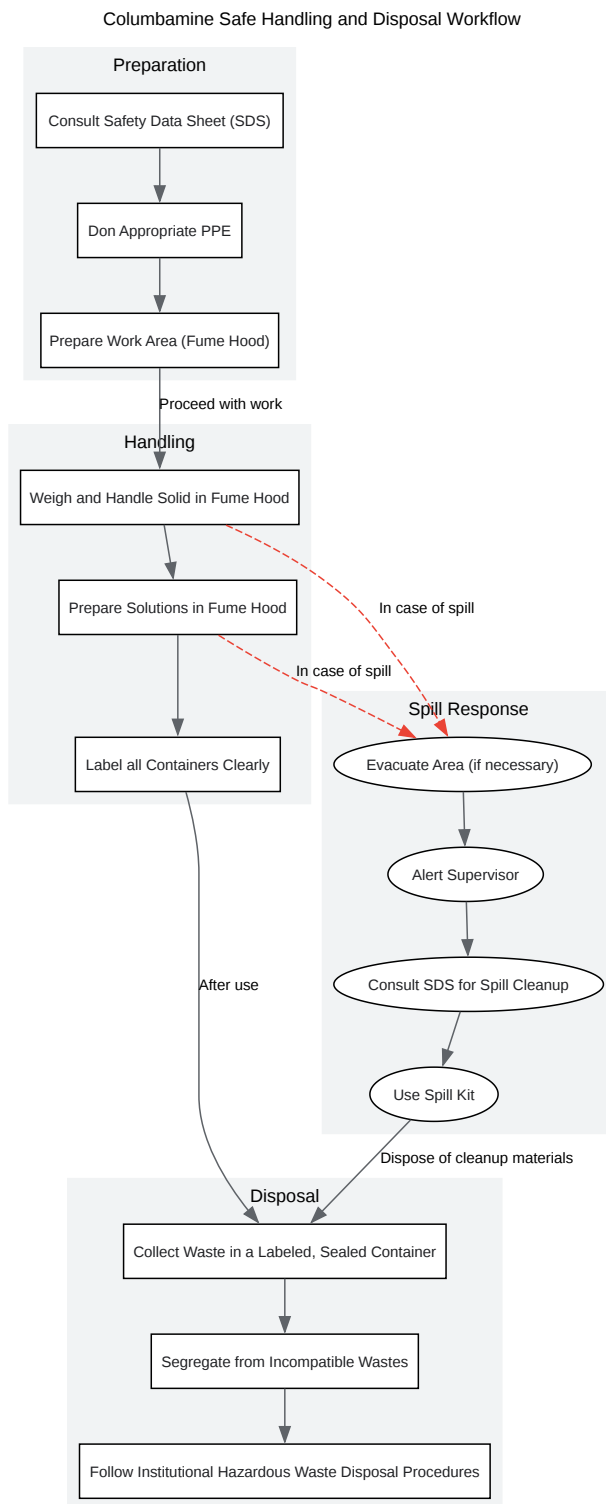 Columbamine Safe Handling and Disposal Workflow
Preparation
Consult Safety Data Sheet (SDS)
Don Appropriate PPE
Prepare Work Area (Fume Hood)
Proceed with work
Handling
Weigh and Handle Solid in Fume Hood
Prepare Solutions in Fume Hood
In case of spill
In case of spill
Label all Containers Clearly
Spill Response
Evacuate Area (if necessary)
Alert Supervisor
Consult SDS for Spill Cleanup
Use Spill Kit
After use
Dispose of cleanup materials
Disposal
Collect Waste in a Labeled, Sealed Container
Segregate from Incompatible Wastes
Follow Institutional Hazardous Waste Disposal Procedures